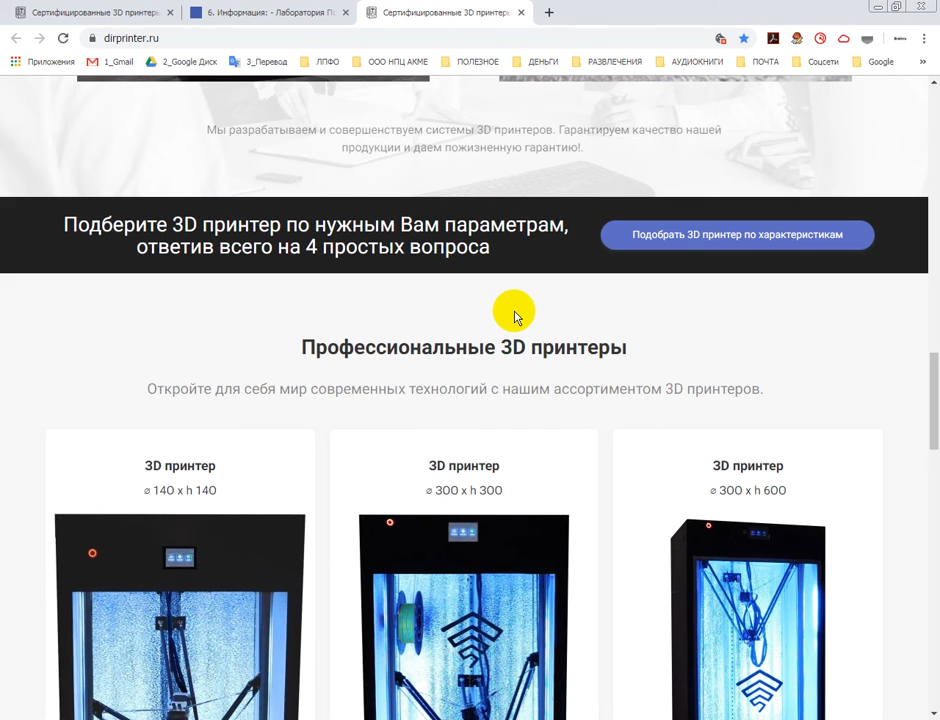 Сертифицированные 3D принтеры
6. Информация: - Лаборатория По
Сертифицированные 3D принтеры
dirprinter.ru
Приложения
1_Gmail
2_Google Диск
3_Перевод
ЛПФО
ООО НПЦ АКМЕ
ПОЛЕЗНОЕ
ДЕНЬГИ
РАЗВЛЕЧЕНИЯ
АУДИОКНИГИ
ПОЧТА
Соцсети
Google
»
Мы разрабатываем и совершенствуем системы 3D принтеров. Гарантируем качество нашей
продукции и даем пожизненную гарантию!.
Подберите 3D принтер по нужным Вам параметрам,
ответив всего на 4 простых вопроса
Подобрать 3D принтер по характеристикам
Профессиональные 3D принтеры
Откройте для себя мир современных технологий с нашим ассортиментом 3D принтеров.
3D принтер
⌀ 140 x h 140
3D принтер
⌀ 300 x h 300
3D принтер
⌀ 300 x h 600